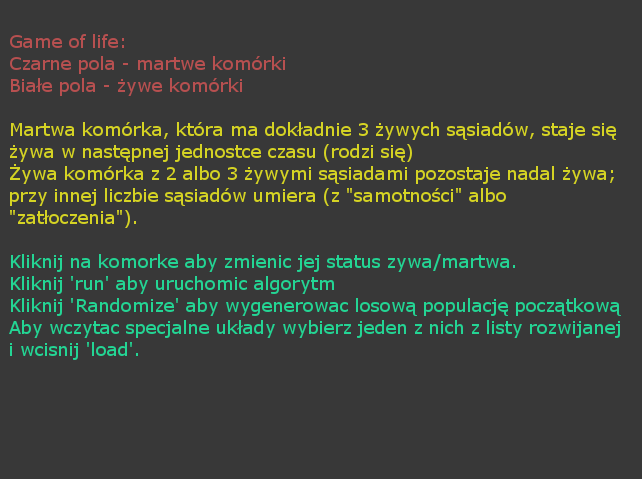 Game of life:
Czarne pola - martwe komórki
Białe pola - żywe komórki
Martwa komórka, która ma dokładnie 3 żywych sąsiadów, staje się
żywa w następnej jednostce czasu (rodzi się)
Żywa komórka z 2 albo 3 żywymi sąsiadami pozostaje nadal żywa;
przy innej liczbie sąsiadów umiera (z "samotności" albo
"zatłoczenia").
Kliknij na komorke aby zmienic jej status zywa/martwa.
Kliknij 'run' aby uruchomic algorytm
Kliknij 'Randomize' aby wygenerowac losową populację początkową
Aby wczytac specjalne układy wybierz jeden z nich z listy rozwijanej
i wcisnij 'load'.